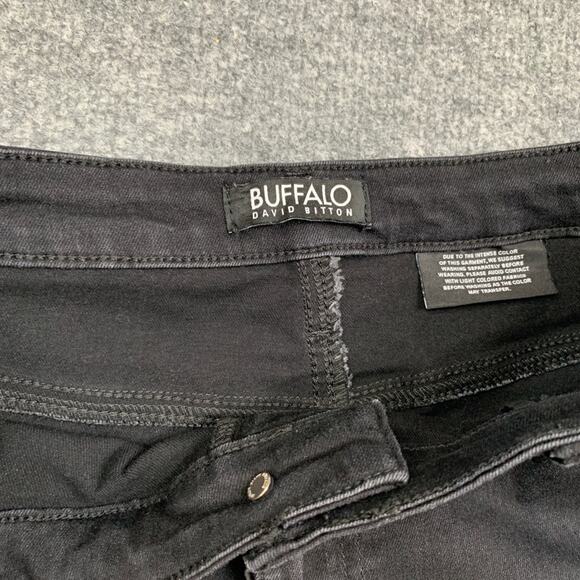 BUFFALO
DAVID BITTON
DUE TO THE INTENSE COLOR
OF THIS GARMENT, WE SUGGEST
WASHING SEPARATELY BEFORE
WEARING. PLEASE AVOID CONTACT
WITH LIGHT COLORED FABRICS
BEFORE WASHING AS THE COLOR
MAY TRANSFER.